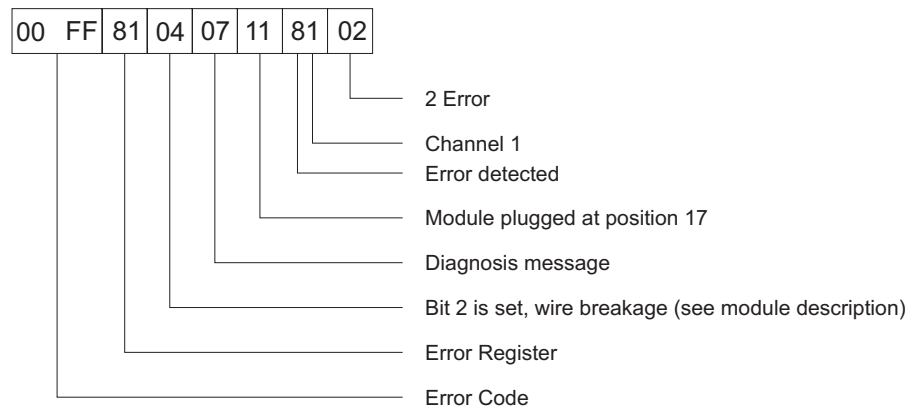 00 FF 81 04 07 11 81 02
2 Error
Channel 1
Error detected
Module plugged at position 17
Diagnosis message
Bit 2 is set, wire breakage (see module description)
Error Register
Error Code